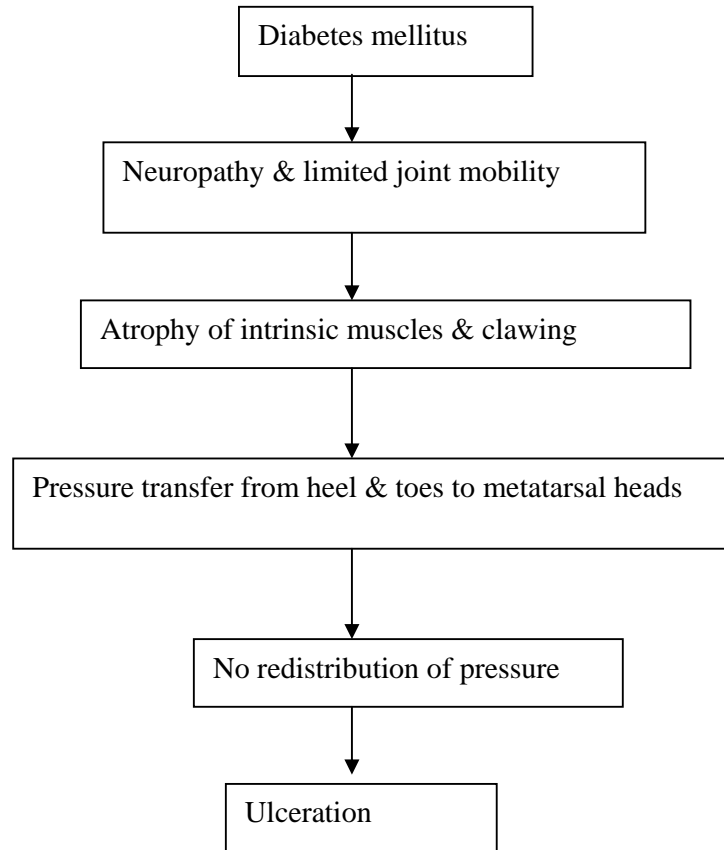 Diabetes mellitus
Neuropathy & limited joint mobility
Atrophy of intrinsic muscles & clawing
Pressure transfer from heel & toes to metatarsal heads
No redistribution of pressure
Ulceration